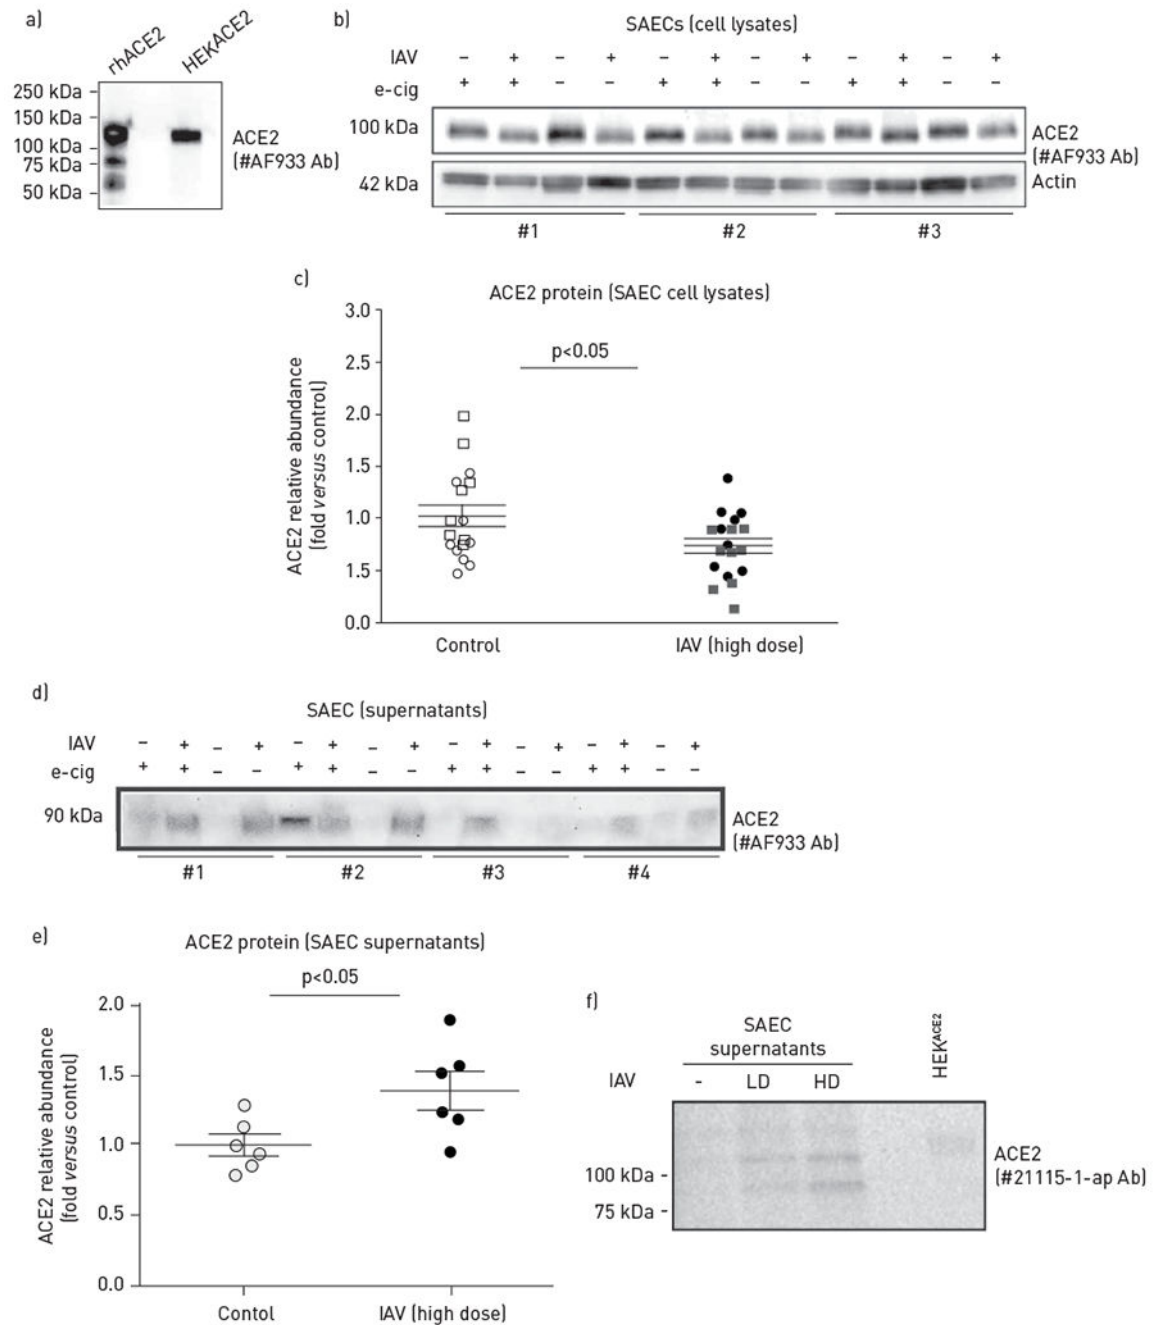 a)
rhACE2
HEKACE2
250 kDa
150 kDa
100 kDa
75 kDa
50 kDa
ACE2
(#AF933 Ab)
b)
SAECs (cell lysates)
IAV – + – + – + – + – + – +
e-cig + + – – + + – – + + – –
100 kDa
ACE2
(#AF933 Ab)
42 kDa
Actin
#1 #2 #3
c)
ACE2 protein (SAEC cell lysates)
p<0.05
ACE2 relative abundance
(fold versus control)
3.0
2.5
2.0
1.5
1.0
1.5
0.0
Control IAV (high dose)
d)
SAEC (supernatants)
IAV – + – + – + – + – + – + – + – +
e-cig + + – – + + – – + + – – + + – –
90 kDa
ACE2
(#AF933 Ab)
#1 #2 #3 #4
e)
ACE2 protein (SAEC supernatants)
p<0.05
ACE2 relative abundance
(fold versus control)
2.0
1.5
1.0
0.5
0.0
Contol IAV (high dose)
f)
SAEC
supernatants
HEKACE2
IAV - LD HD
100 kDa -
75 kDa -
ACE2
(#21115-1-ap Ab)